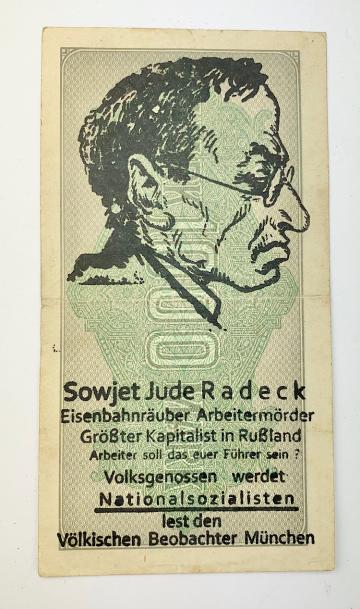 Sowjet Jude Radeck
Eisenbahnräuber Arbeitermörder
Größter Kapitalist in Rußland
Arbeiter soll das euer Führer sein ?
Volksgenossen werdet
Nationalsozialisten
lest den
Völkischen Beobachter München